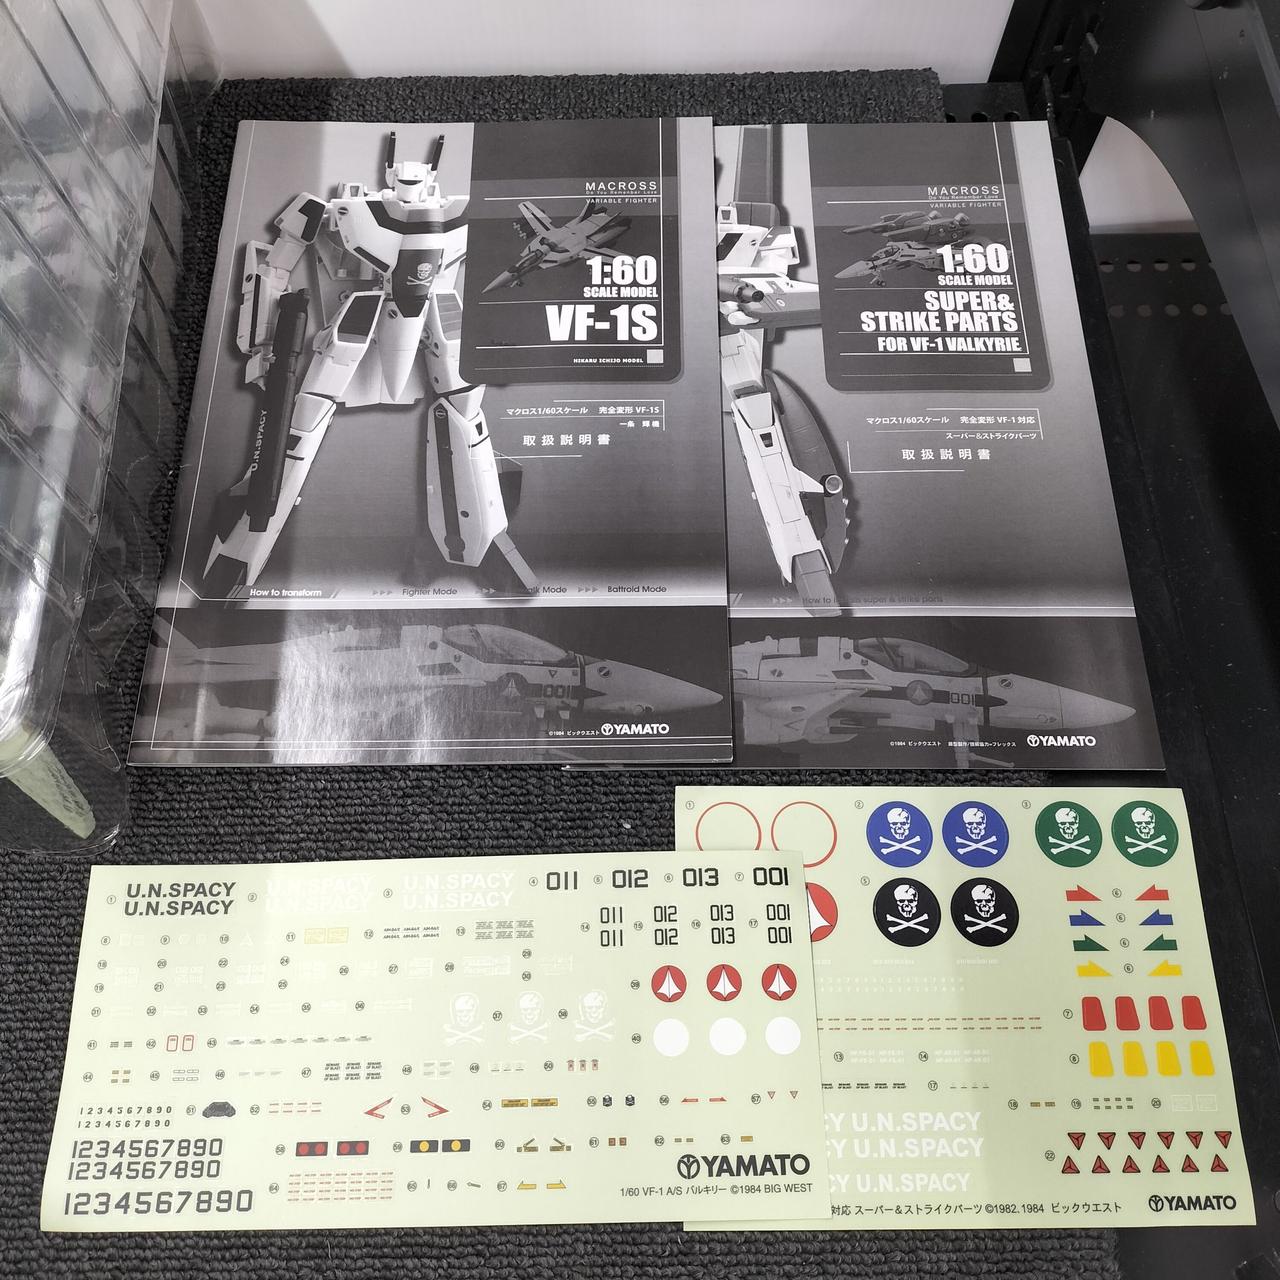 MACROSS
Do You Remember Love
VARIABLE FIGHTER
1:60
SCALE MODEL
VF-1S
HIKARU ICHIJO MODEL
マクロス1/60スケール 完全変形 VF-1S
一条 輝機
取扱説明書
U.N.SPACY
How to transform
Fighter Mode
Battroid Mode
001
©1984 ビックウエスト
YAMATO
MACROSS
Do You Remember Love
VARIABLE FIGHTER
1:60
SCALE MODEL
SUPER&
STRIKE PARTS
FOR VF-1 VALKYRIE
マクロス1/60スケール 完全変形 VF-1 対応
スーパー&ストライクパーツ
取扱説明書
001
©1984 ビックウエスト
YAMATO
U.N.SPACY
U.N.SPACY
U.N.SPACY
U.N.SPACY
011 012 013 001
011 012 013 001
011 012 013 001
1234567890
1234567890
1234567890
1234567890
1234567890
YAMATO
1/60 VF-1 A/S バルキリー ©1984 BIG WEST
U.N.SPACY
U.N.SPACY
U.N.SPACY
対応 スーパー&ストライクパーツ ©1982,1984 ビックウエスト
YAMATO